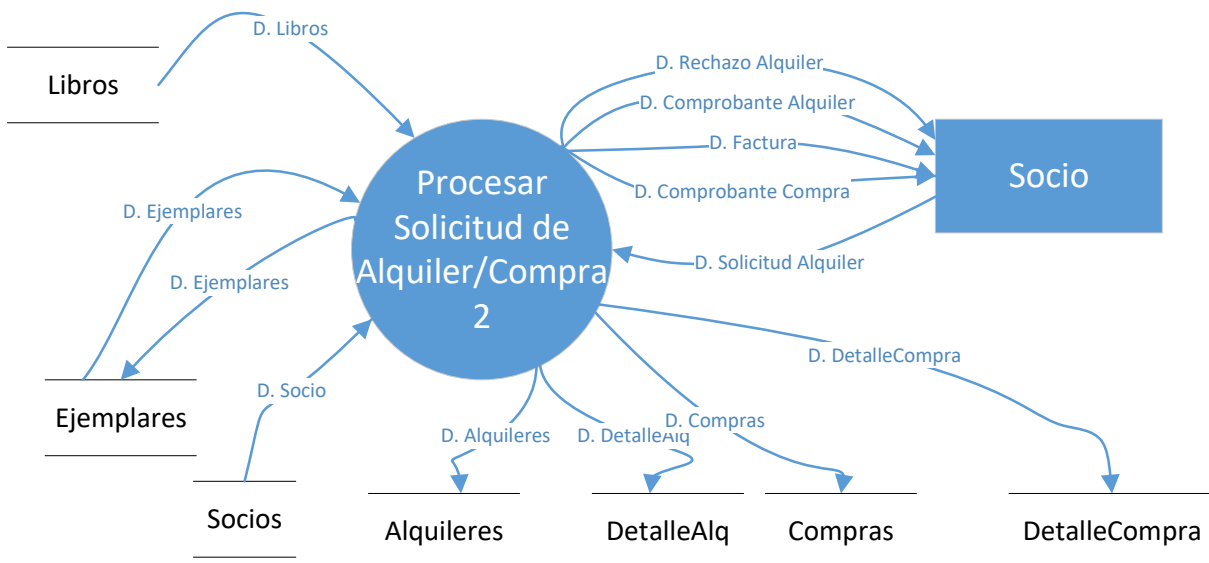 D. Libros
Libros
D. Rechazo Alquiler
D. Comprobante Alquiler
D. Factura
D. Comprobante Compra
Socio
D. Solicitud Alquiler
Procesar
Solicitud de
Alquiler/Compra
2
D. Ejemplares
D. Ejemplares
D. DetalleCompra
D. Socio
Ejemplares
D. Alquileres
D. DetalleAlq
D. Compras
Socios
Alquileres
DetalleAlq
Compras
DetalleCompra